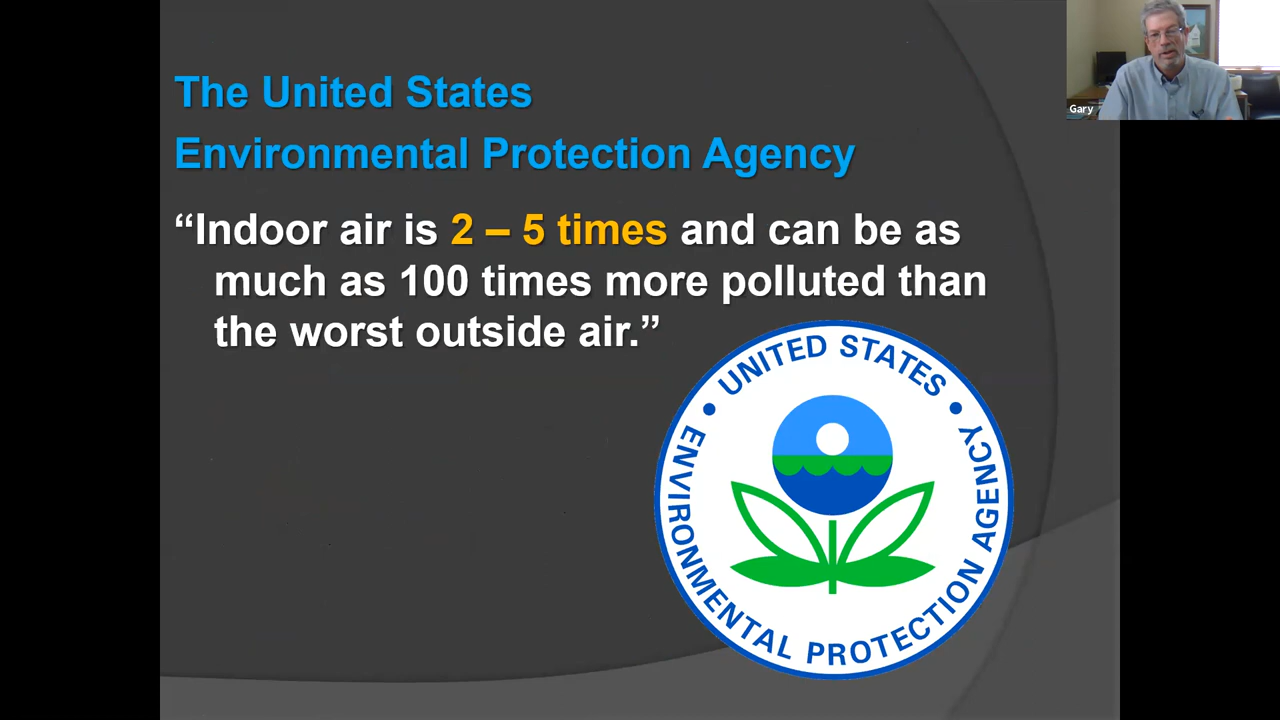 Gary
The United States
Environmental Protection Agency
“Indoor air is 2 – 5 times and can be as
much as 100 times more polluted than
the worst outside air.”
UNITED STATES
ENVIRONMENTAL PROTECTION AGENCY